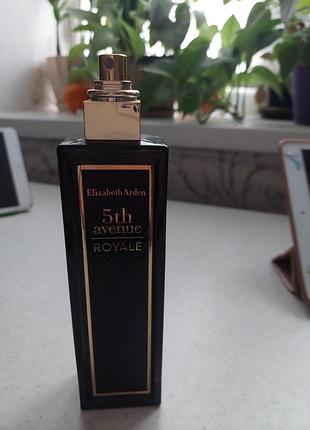 Elizabeth Arden
5th
avenue
ROYALE